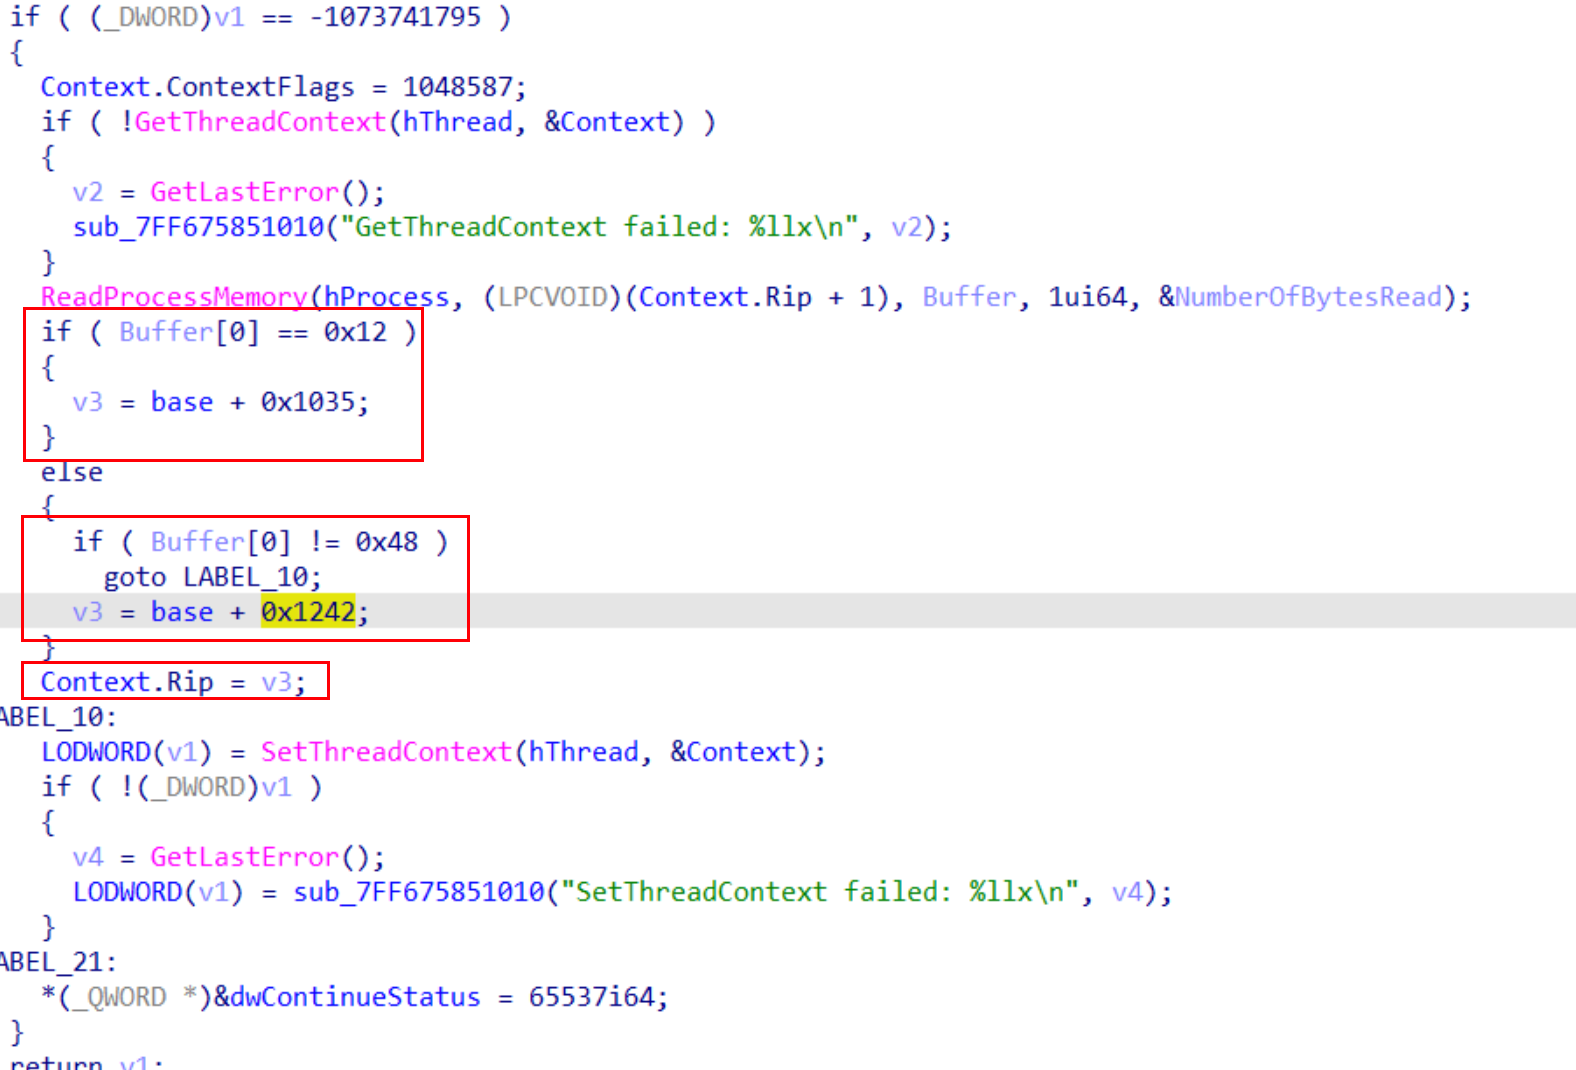 if ( (_DWORD)v1 == -1073741795 )
{
Context.ContextFlags = 1048587;
if ( !GetThreadContext(hThread, &Context) )
{
v2 = GetLastError();
sub_7FF675851010("GetThreadContext failed: %llx\n", v2);
}
ReadProcessMemory(hProcess, (LPCVOID)(Context.Rip + 1), Buffer, 1ui64, &NumberOfBytesRead);
if ( Buffer[0] == 0x12 )
{
v3 = base + 0x1035;
}
else
{
if ( Buffer[0] != 0x48 )
goto LABEL_10;
v3 = base + 0x1242;
}
Context.Rip = v3;
ABEL_10:
LODWORD(v1) = SetThreadContext(hThread, &Context);
if ( !(_DWORD)v1 )
{
v4 = GetLastError();
LODWORD(v1) = sub_7FF675851010("SetThreadContext failed: %llx\n", v4);
}
ABEL_21:
*(_QWORD *)&dwContinueStatus = 65537i64;
}
return v1;